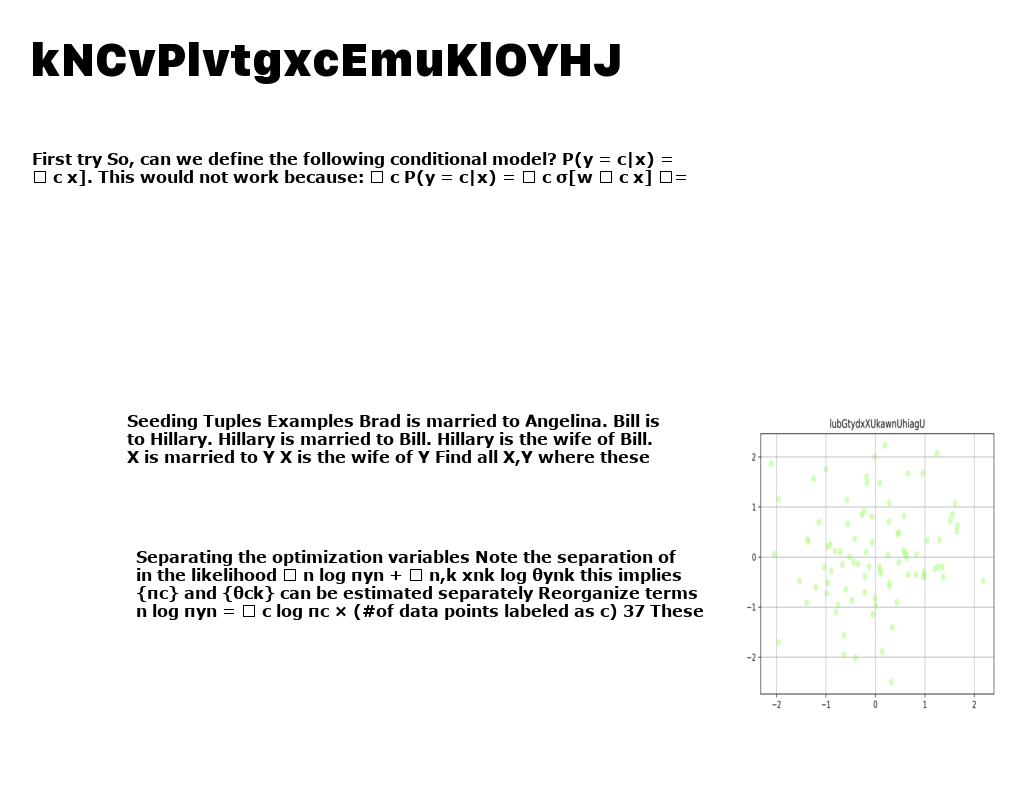 kNCvPlvtgxcEmuKlOYHJ
First try So, can we define the following conditional model? P(y = c|x) =
□ c x]. This would not work because: □ c P(y = c|x) = □ c σ[w □ c x] □=
Seeding Tuples Examples Brad is married to Angelina. Bill is
to Hillary. Hillary is married to Bill. Hillary is the wife of Bill.
X is married to Y X is the wife of Y Find all X,Y where these
lubGtydxXUkawnUhiagU
2
1
0
−1
−2
−2 −1 0 1 2
Separating the optimization variables Note the separation of
in the likelihood □ n log πyn + □ n,k xnk log θynk this implies
{πc} and {θck} can be estimated separately Reorganize terms
n log πyn = □ c log πc × (#of data points labeled as c) 37 These